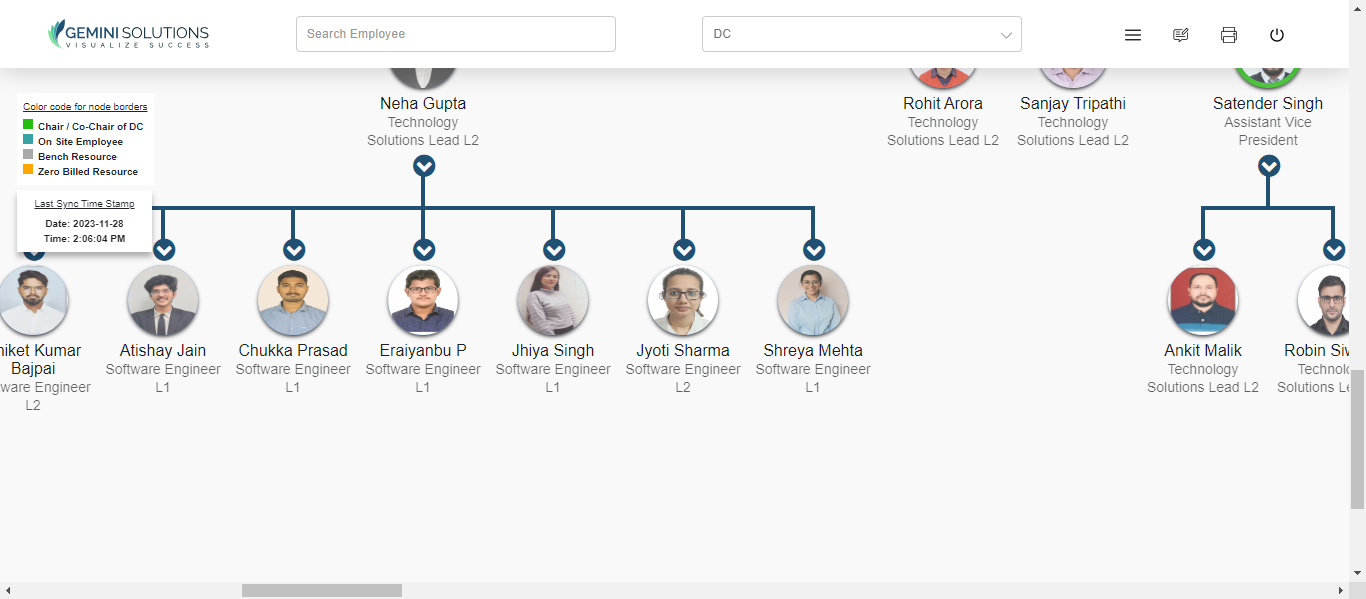 GEMINI SOLUTIONS
VISUALIZE SUCCESS
Search Employee
DC
Color code for node borders
Chair / Co-Chair of DC
On Site Employee
Bench Resource
Zero Billed Resource
Last Sync Time Stamp
Date: 2023-11-28
Time: 2:06:04 PM
Neha Gupta
Technology
Solutions Lead L2
Rohit Arora
Technology
Solutions Lead L2
Sanjay Tripathi
Technology
Solutions Lead L2
Satender Singh
Assistant Vice
President
niket Kumar
Bajpai
ware Engineer
L2
Atishay Jain
Software Engineer
L1
Chukka Prasad
Software Engineer
L1
Eraiyanbu P
Software Engineer
L1
Jhiya Singh
Software Engineer
L1
Jyoti Sharma
Software Engineer
L2
Shreya Mehta
Software Engineer
L1
Ankit Malik
Technology
Solutions Lead L2
Robin Siw
Technol
Solutions Le